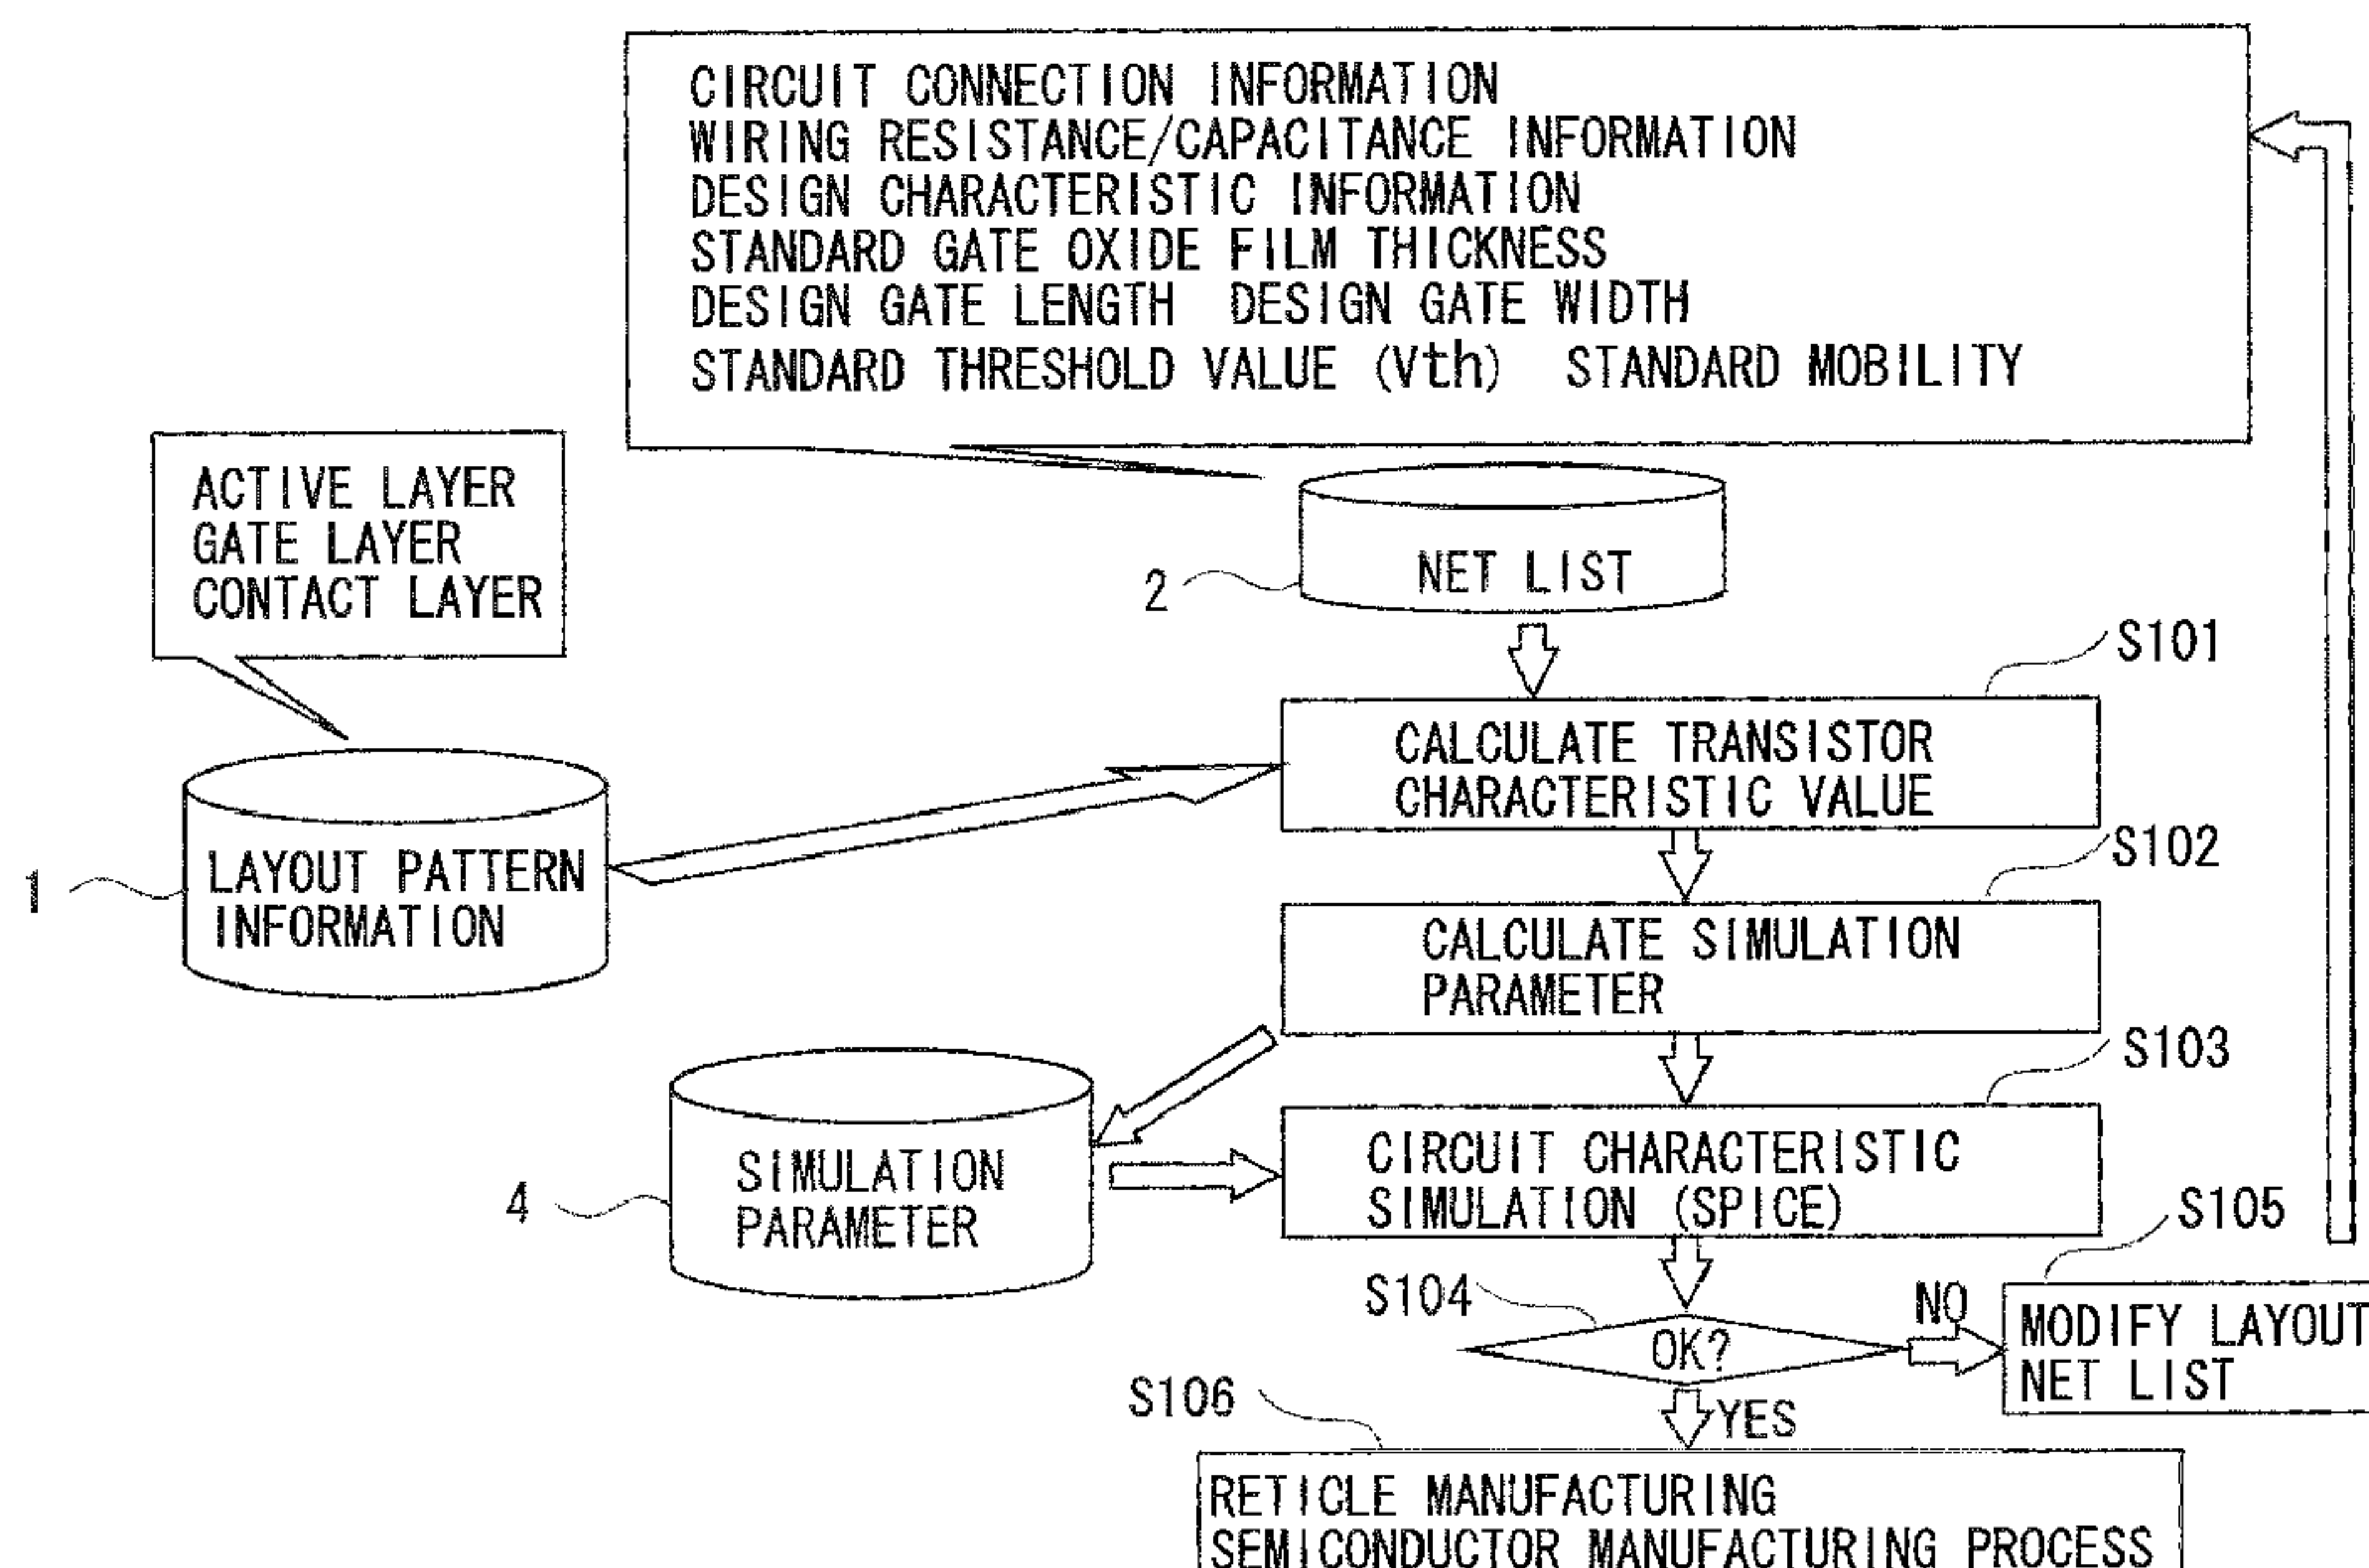 CIRCUIT CONNECTION INFORMATION
WIRING RESISTANCE/CAPACITANCE INFORMATION
DESIGN CHARACTERISTIC INFORMATION
STANDARD GATE OXIDE FILM THICKNESS
DESIGN GATE LENGTH DESIGN GATE WIDTH
STANDARD THRESHOLD VALUE (Vth) STANDARD MOBILITY
ACTIVE LAYER
GATE LAYER
CONTACT LAYER
2
NET LIST
S101
CALCULATE TRANSISTOR
CHARACTERISTIC VALUE
1
LAYOUT PATTERN
INFORMATION
S102
CALCULATE SIMULATION
PARAMETER
S103
4
SIMULATION
PARAMETER
CIRCUIT CHARACTERISTIC
SIMULATION (SPICE)
S104
OK?
NO
S105
MODIFY LAYOUT
NET LIST
YES
S106
RETICLE MANUFACTURING
SEMICONDUCTOR MANUFACTURING PROCESS